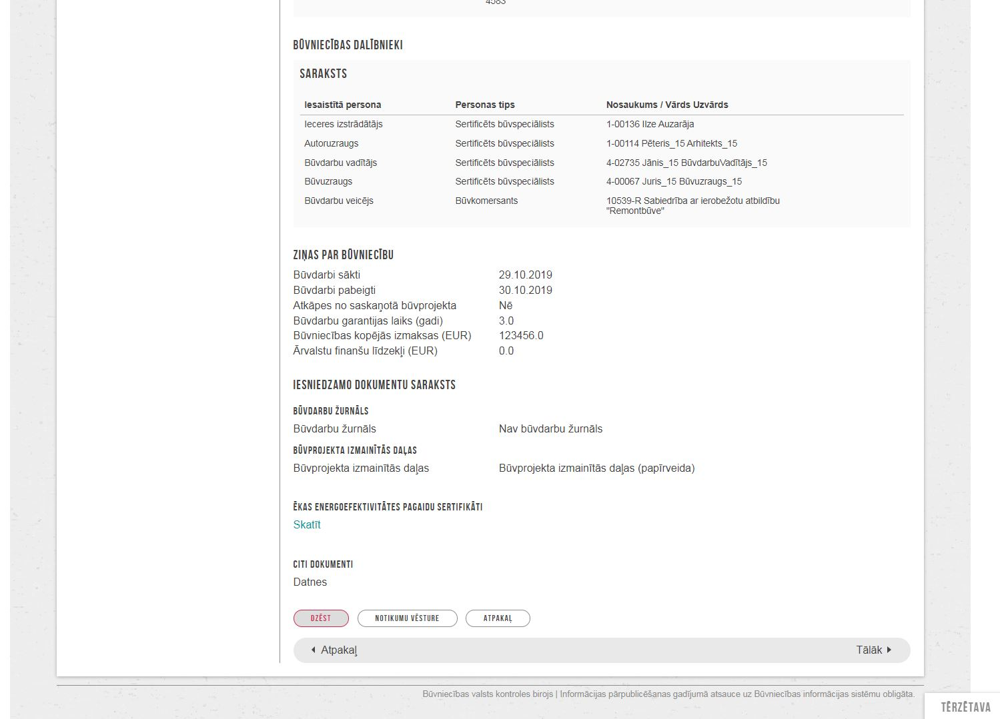 4583
BŪVNIECĪBAS DALĪBNIEKI
SARAKSTS
Iesaistītā persona Personas tips Nosaukums / Vārds Uzvārds
Ieceres izstrādātājs Sertificēts būvspeciālists 1-00136 Ilze Auzarāja
Autoruzraugs Sertificēts būvspeciālists 1-00114 Pēteris_15 Arhitekts_15
Būvdarbu vadītājs Sertificēts būvspeciālists 4-02735 Jānis_15 BūvdarbuVadītājs_15
Būvuzraugs Sertificēts būvspeciālists 4-00067 Juris_15 Būvuzraugs_15
Būvdarbu veicējs Būvkomersants 10539-R Sabiedrība ar ierobežotu atbildību
"Remontbūve"
ZIŅAS PAR BŪVNIECĪBU
Būvdarbi sākti 29.10.2019
Būvdarbi pabeigti 30.10.2019
Atkāpes no saskaņotā būvprojekta Nē
Būvdarbu garantijas laiks (gadi) 3.0
Būvniecības kopējās izmaksas (EUR) 123456.0
Ārvalstu finanšu līdzekļi (EUR) 0.0
IESNIEDZAMO DOKUMENTU SARAKSTS
BŪVDARBU ŽURNĀLS
Būvdarbu žurnāls Nav būvdarbu žurnāls
BŪVPROJEKTA IZMAINĪTĀS DAĻAS
Būvprojekta izmainītās daļas Būvprojekta izmainītās daļas (papīrveida)
ĒKAS ENERGOEFEKTIVITĀTES PAGAIDU SERTIFIKĀTI
Skatīt
CITI DOKUMENTI
Datnes
DZĒST NOTIKUMU VĒSTURE ATPAKAĻ
Atpakaļ Tālāk
Būvniecības valsts kontroles birojs | Informācijas pārpublicēšanas gadījumā atsauce uz Būvniecības informācijas sistēmu obligāta.
TĒRZĒTAVA